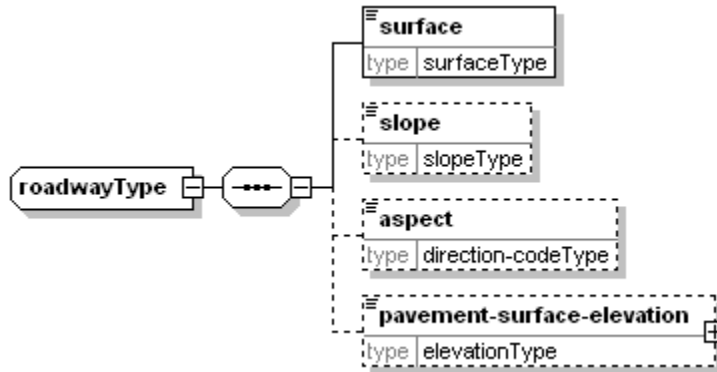 surface
type surfaceType
slope
type slopeType
roadwayType
aspect
type direction-codeType
pavement-surface-elevation
type elevationType